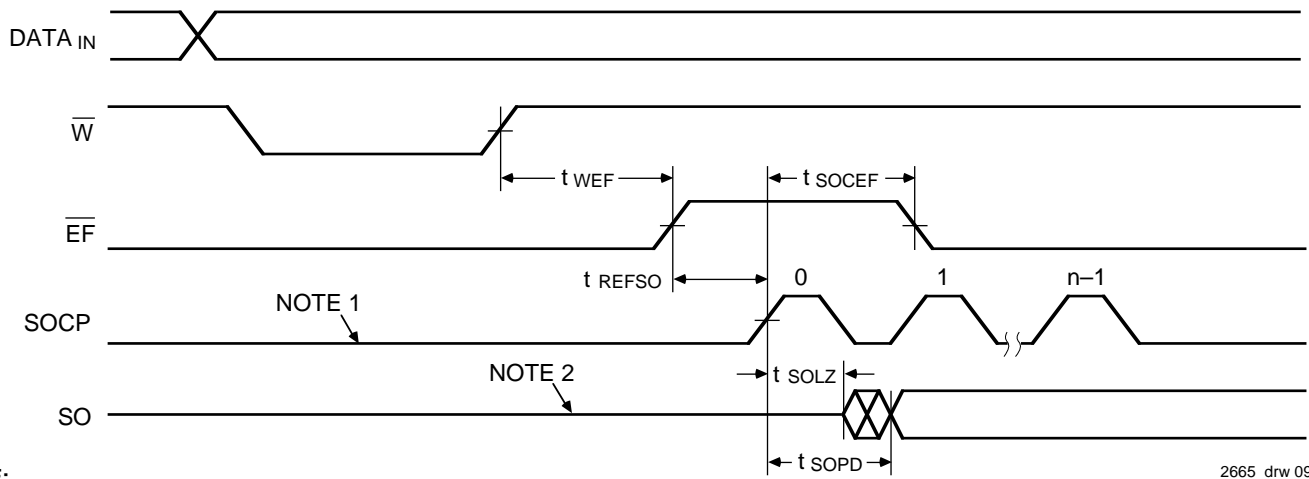 DATA IN
W
t WEF
t SOCEF
EF
t REFSO
0
1
n–1
NOTE 1
SOCP
t SOLZ
NOTE 2
SO
t SOPD
2665 drw 09